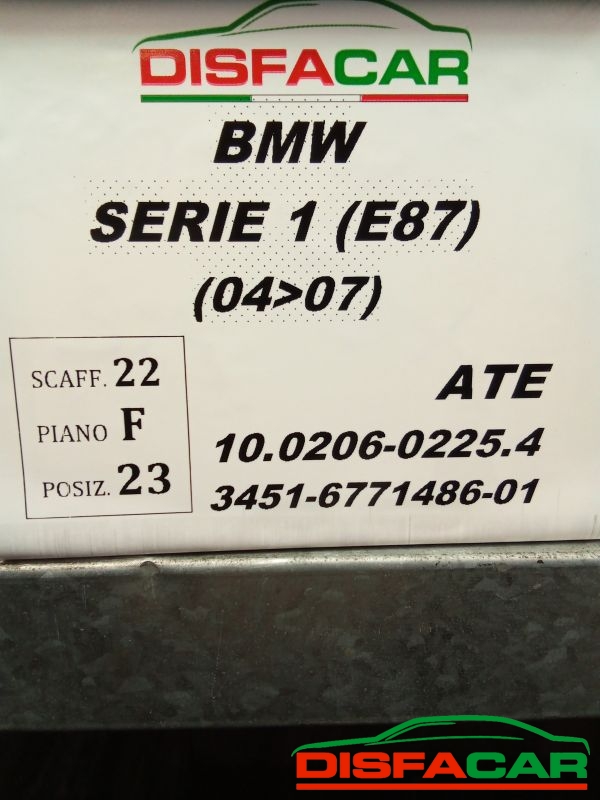 DISFACAR
BMW
SERIE 1 (E87)
(04>07)
SCAFF. 22
PIANO F
POSIZ. 23
ATE
10.0206-0225.4
3451-6771486-01
DISFACAR